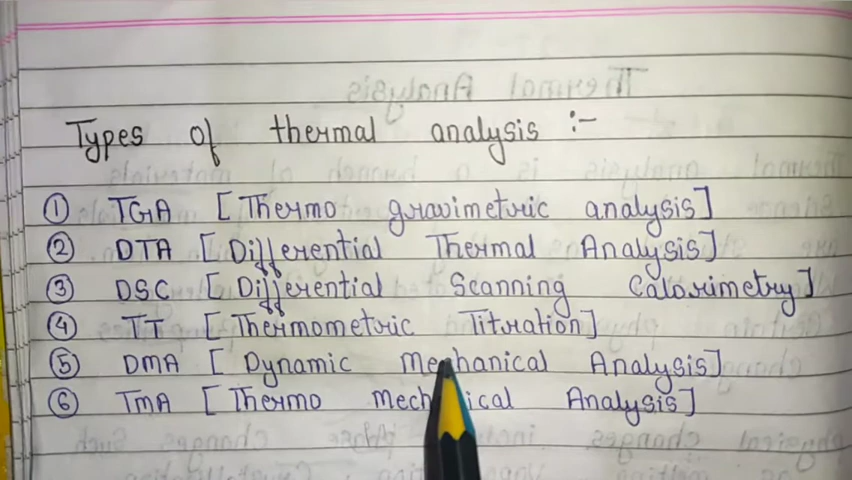 Types of thermal analysis :-
① TGA [Thermo gravimetric analysis]
② DTA [Differential Thermal Analysis]
③ DSC [Differential Scanning Calorimetry]
④ TT [Thermometric Titration]
⑤ DMA [Dynamic Mechanical Analysis]
⑥ TMA [Thermo Mechanical Analysis]